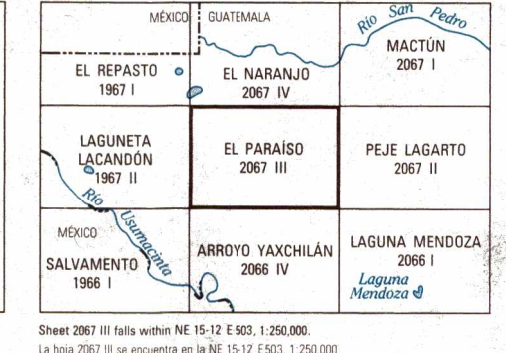 MÉXICO GUATEMALA
Río San Pedro
MACTÚN
2067 I
EL REPASTO
1967 I
EL NARANJO
2067 IV
LAGUNETA
LACANDÓN
1967 II
EL PARAÍSO
2067 III
PEJE LAGARTO
2067 II
Río Usumacinta
MÉXICO
SALVAMENTO
1966 I
ARROYO YAXCHILÁN
2066 IV
LAGUNA MENDOZA
2066 I
Laguna
Mendoza
Sheet 2067 III falls within NE 15-12 E503, 1:250,000.
La hoja 2067 III se encuentra en la NE 15-12 E503, 1:250,000